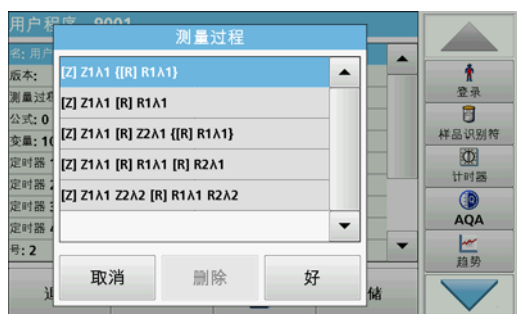 用户程序 9001
测量过程
名: 用户
版本:
测量过程
公式: 0
变量: 10
定时器 1
定时器 2
定时器 3
定时器 4
号: 2
[Z] Z1λ1 {[R] R1λ1}
[Z] Z1λ1 [R] R1λ1
[Z] Z1λ1 [R] Z2λ1 {[R] R1λ1}
[Z] Z1λ1 [R] R1λ1 [R] R2λ1
[Z] Z1λ1 Z2λ2 [R] R1λ1 R2λ2
取消
删除
好
储
登录
样品识别符
计时器
AQA
趋势